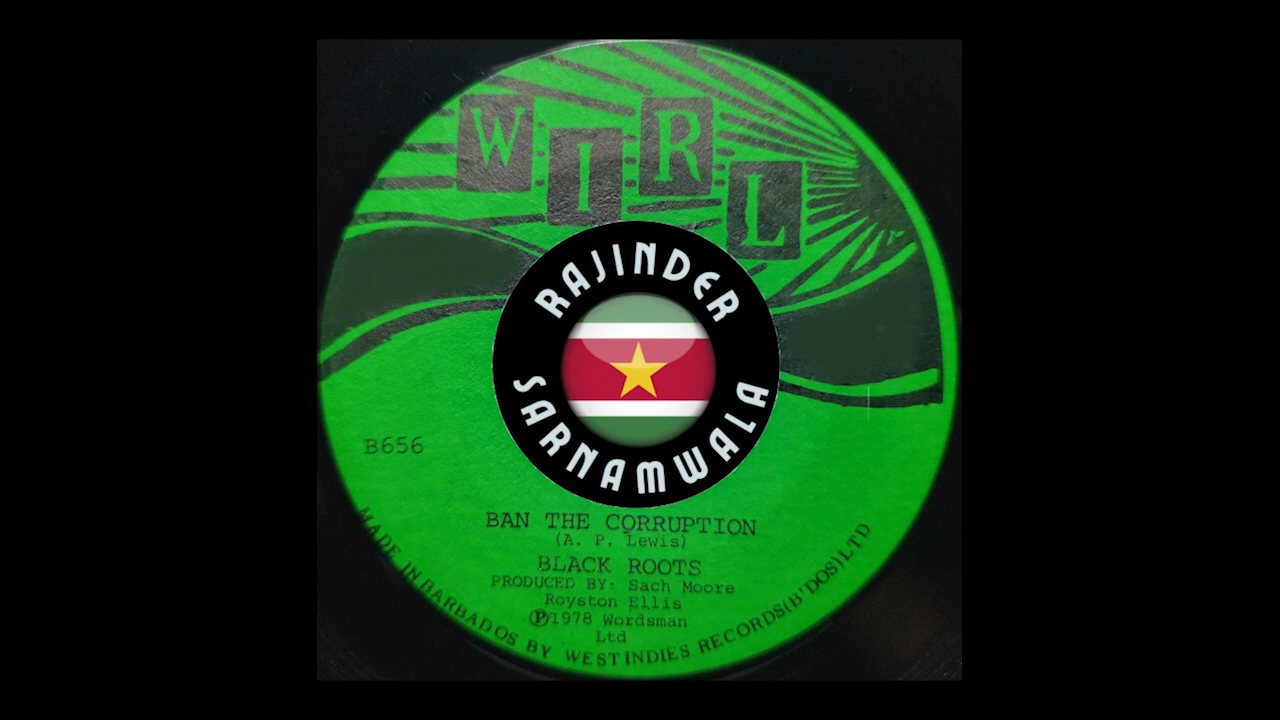 WIRL
RAJINDER
SARNAMWALA
B656
BAN THE CORRUPTION
(A. P. Lewis)
BLACK ROOTS
PRODUCED BY: Sach Moore
Royston Ellis
Ⓟ1978 Wordsman
Ltd
MADE IN BARBADOS BY WEST INDIES RECORDS(B'DOS)LTD